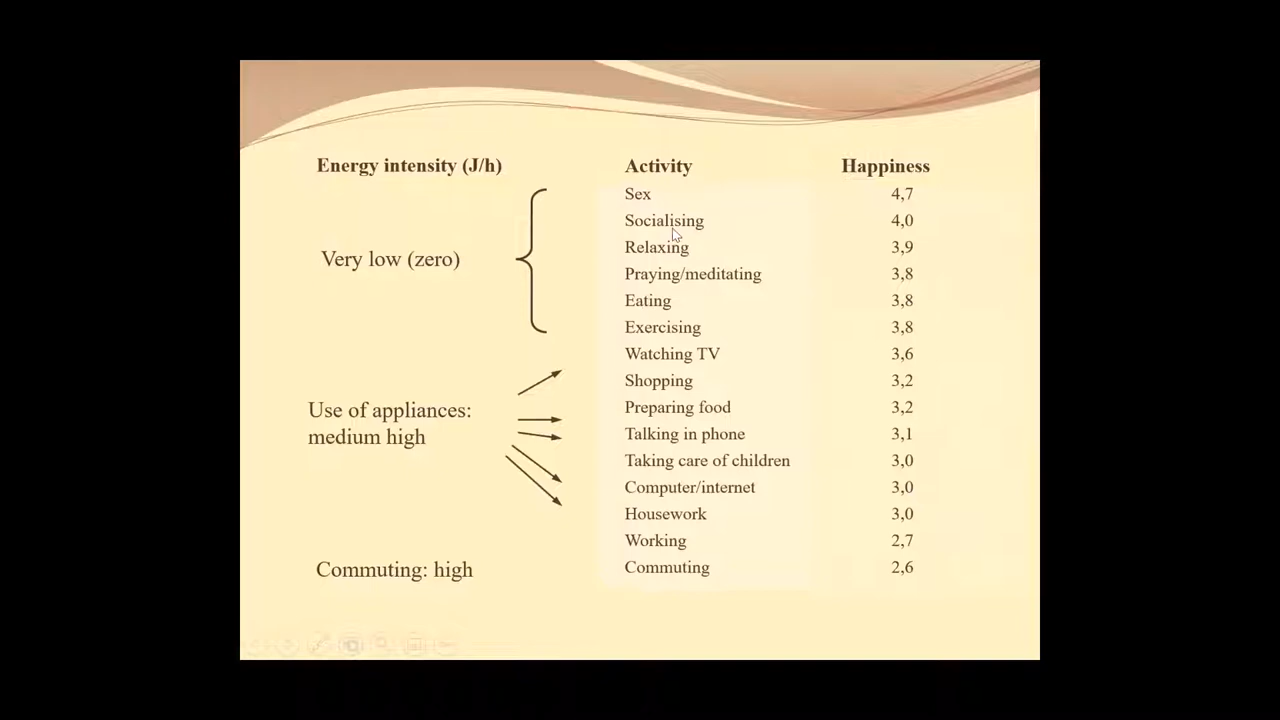 Energy intensity (J/h) Activity Happiness
Sex 4,7
Socialising 4,0
Relaxing 3,9
Very low (zero)
Praying/meditating 3,8
Eating 3,8
Exercising 3,8
Watching TV 3,6
Shopping 3,2
Use of appliances:
medium high
Preparing food 3,2
Talking in phone 3,1
Taking care of children 3,0
Computer/internet 3,0
Housework 3,0
Working 2,7
Commuting: high
Commuting 2,6